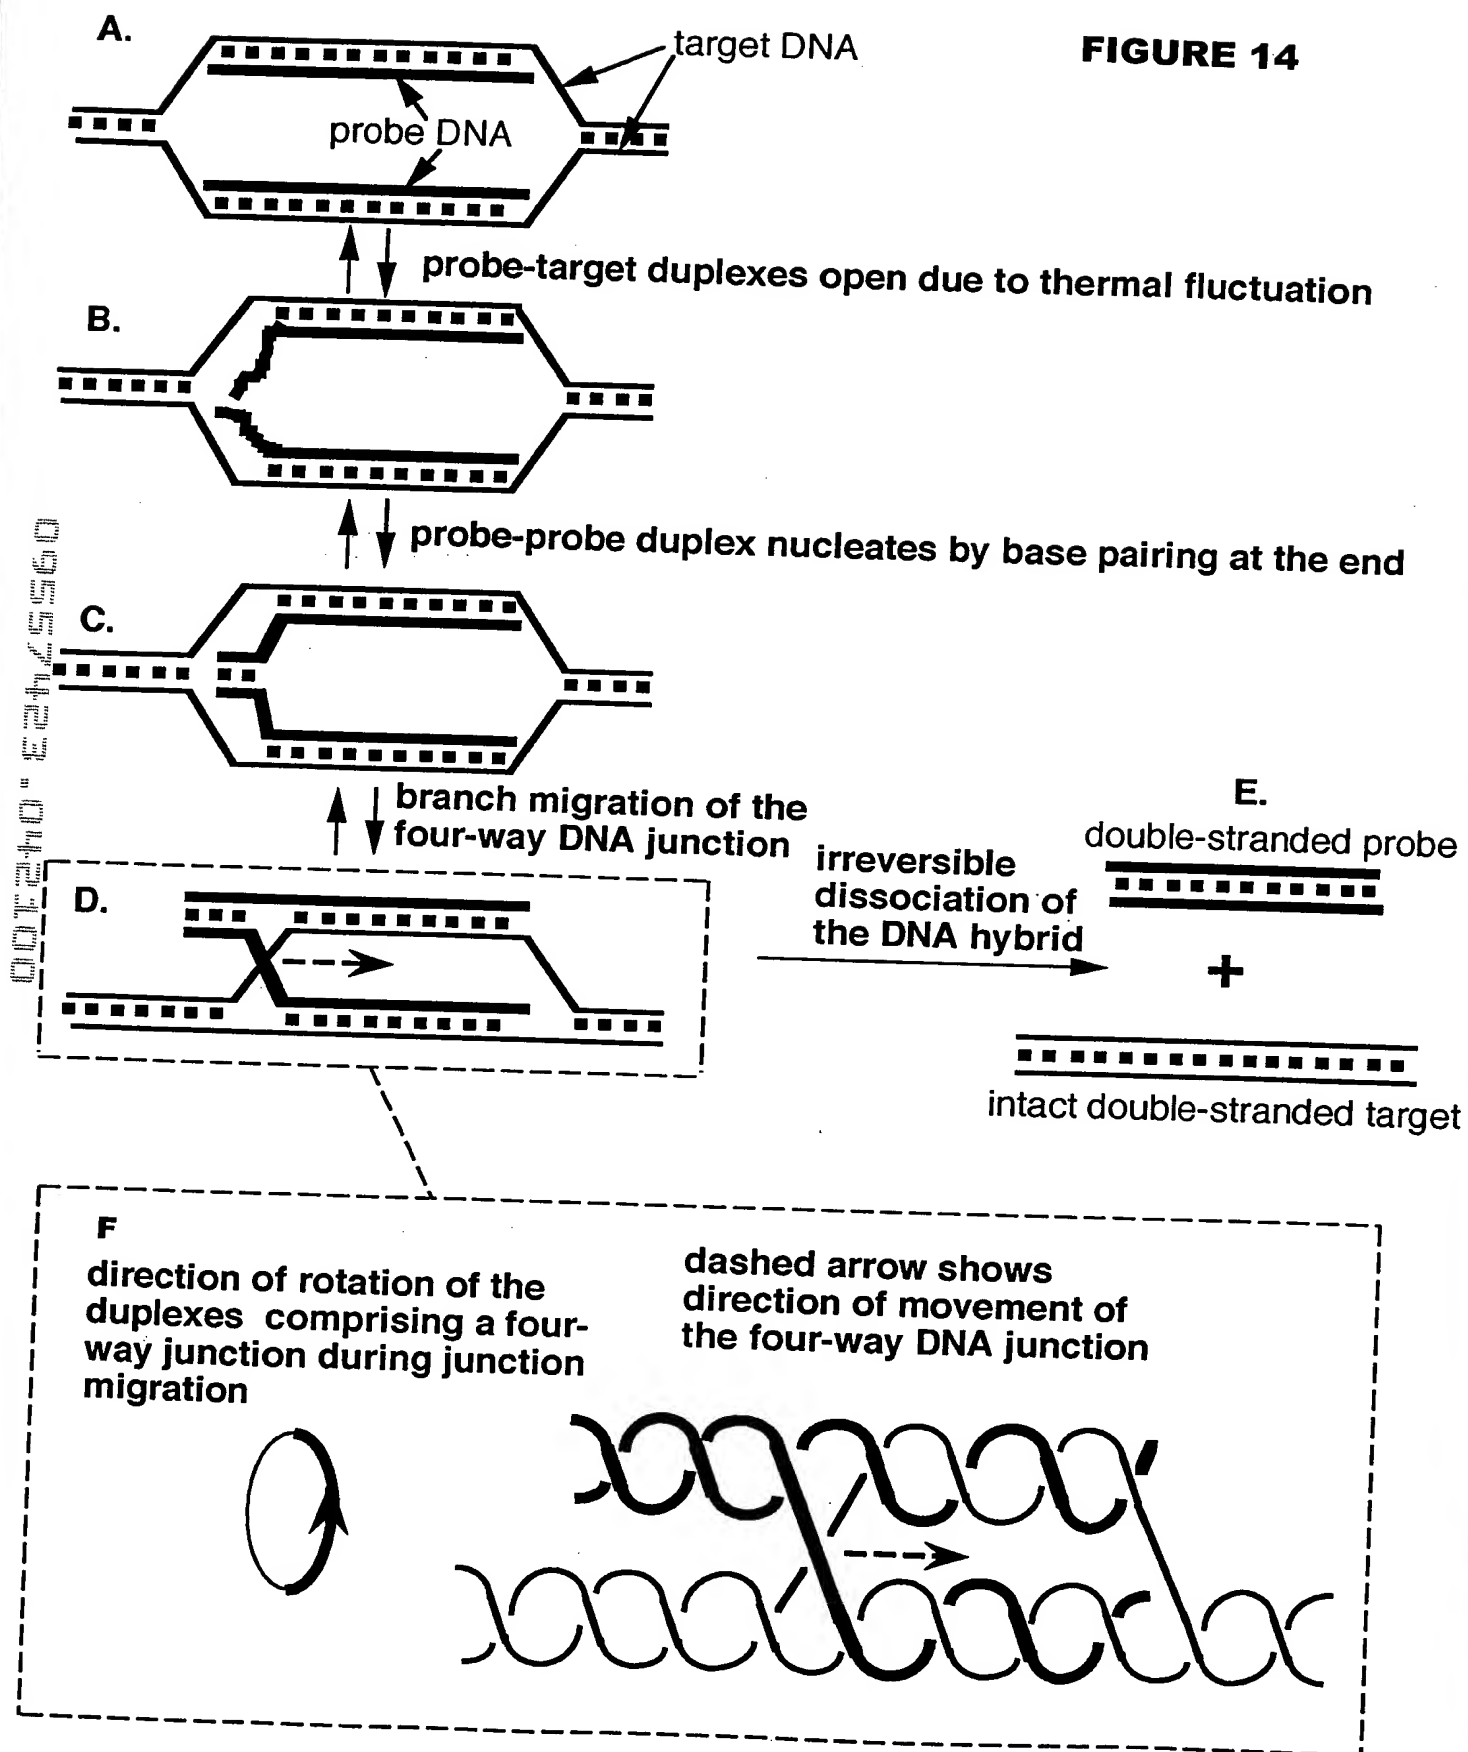 A.
target DNA
FIGURE 14
probe DNA
probe-target duplexes open due to thermal fluctuation
B.
probe-probe duplex nucleates by base pairing at the end
C.
branch migration of the
four-way DNA junction
D.
irreversible
dissociation of
the DNA hybrid
E.
double-stranded probe
+
intact double-stranded target
F
direction of rotation of the
duplexes comprising a four-
way junction during junction
migration
dashed arrow shows
direction of movement of
the four-way DNA junction
09557423.042100